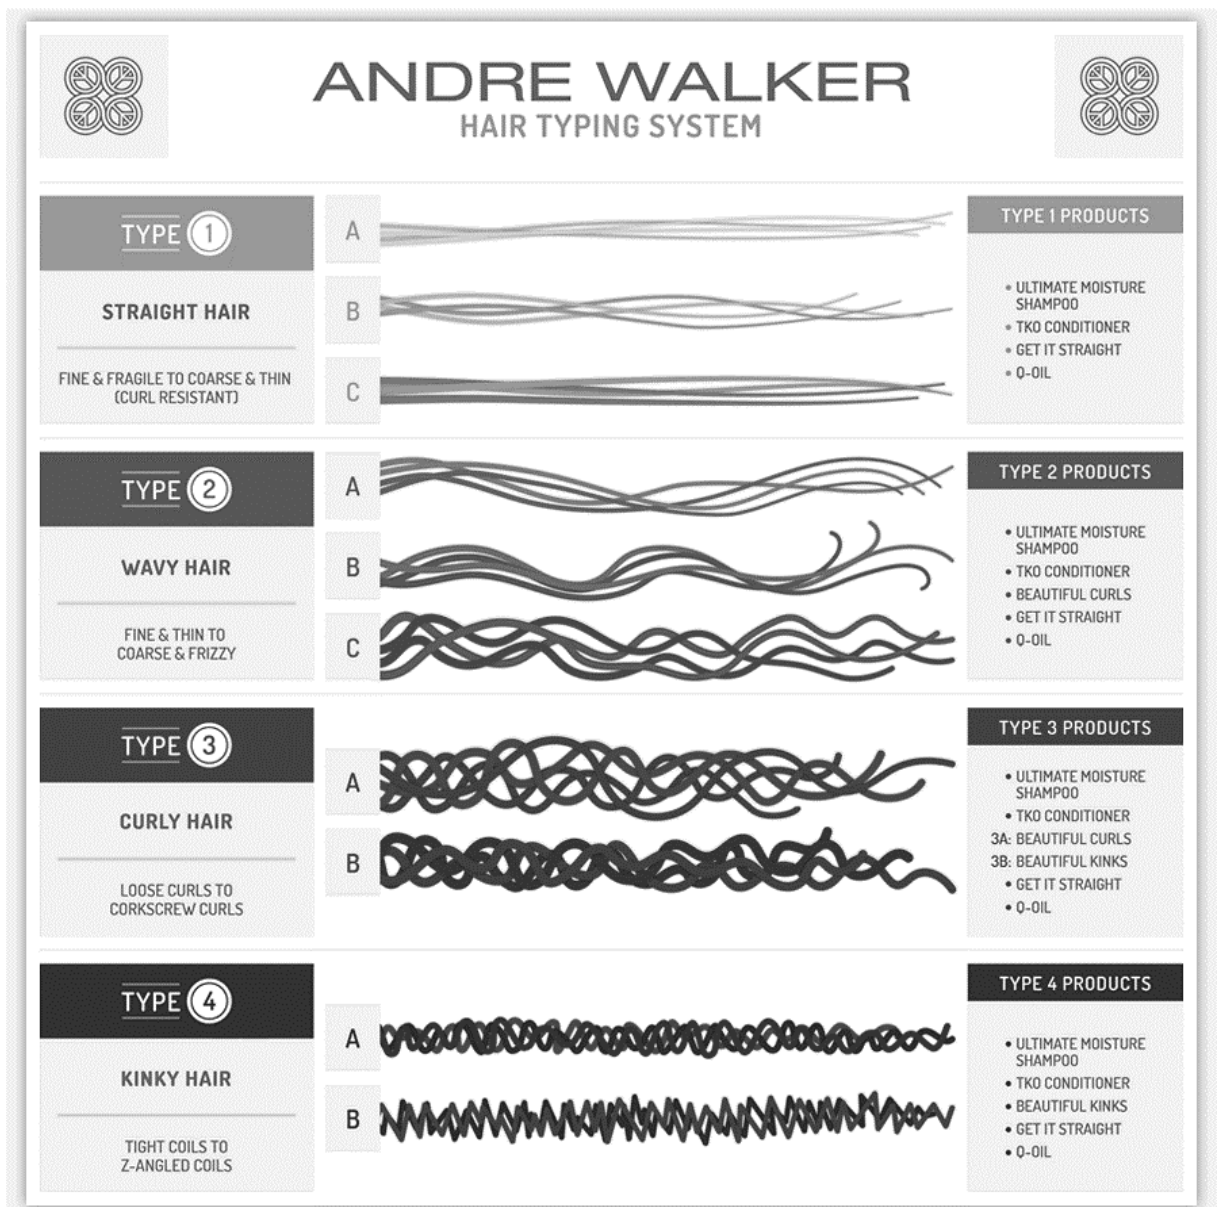 ANDRE WALKER
HAIR TYPING SYSTEM
TYPE 1
STRAIGHT HAIR
FINE & FRAGILE TO COARSE & THIN
(CURL RESISTANT)
A
B
C
TYPE 1 PRODUCTS
• ULTIMATE MOISTURE
SHAMPOO
• TKO CONDITIONER
• GET IT STRAIGHT
• Q-OIL
TYPE 2
WAVY HAIR
FINE & THIN TO
COARSE & FRIZZY
A
B
C
TYPE 2 PRODUCTS
• ULTIMATE MOISTURE
SHAMPOO
• TKO CONDITIONER
• BEAUTIFUL CURLS
• GET IT STRAIGHT
• Q-OIL
TYPE 3
CURLY HAIR
LOOSE CURLS TO
CORKSCREW CURLS
A
B
TYPE 3 PRODUCTS
• ULTIMATE MOISTURE
SHAMPOO
• TKO CONDITIONER
3A: BEAUTIFUL CURLS
3B: BEAUTIFUL KINKS
• GET IT STRAIGHT
• Q-OIL
TYPE 4
KINKY HAIR
TIGHT COILS TO
Z-ANGLED COILS
A
B
TYPE 4 PRODUCTS
• ULTIMATE MOISTURE
SHAMPOO
• TKO CONDITIONER
• BEAUTIFUL KINKS
• GET IT STRAIGHT
• Q-OIL